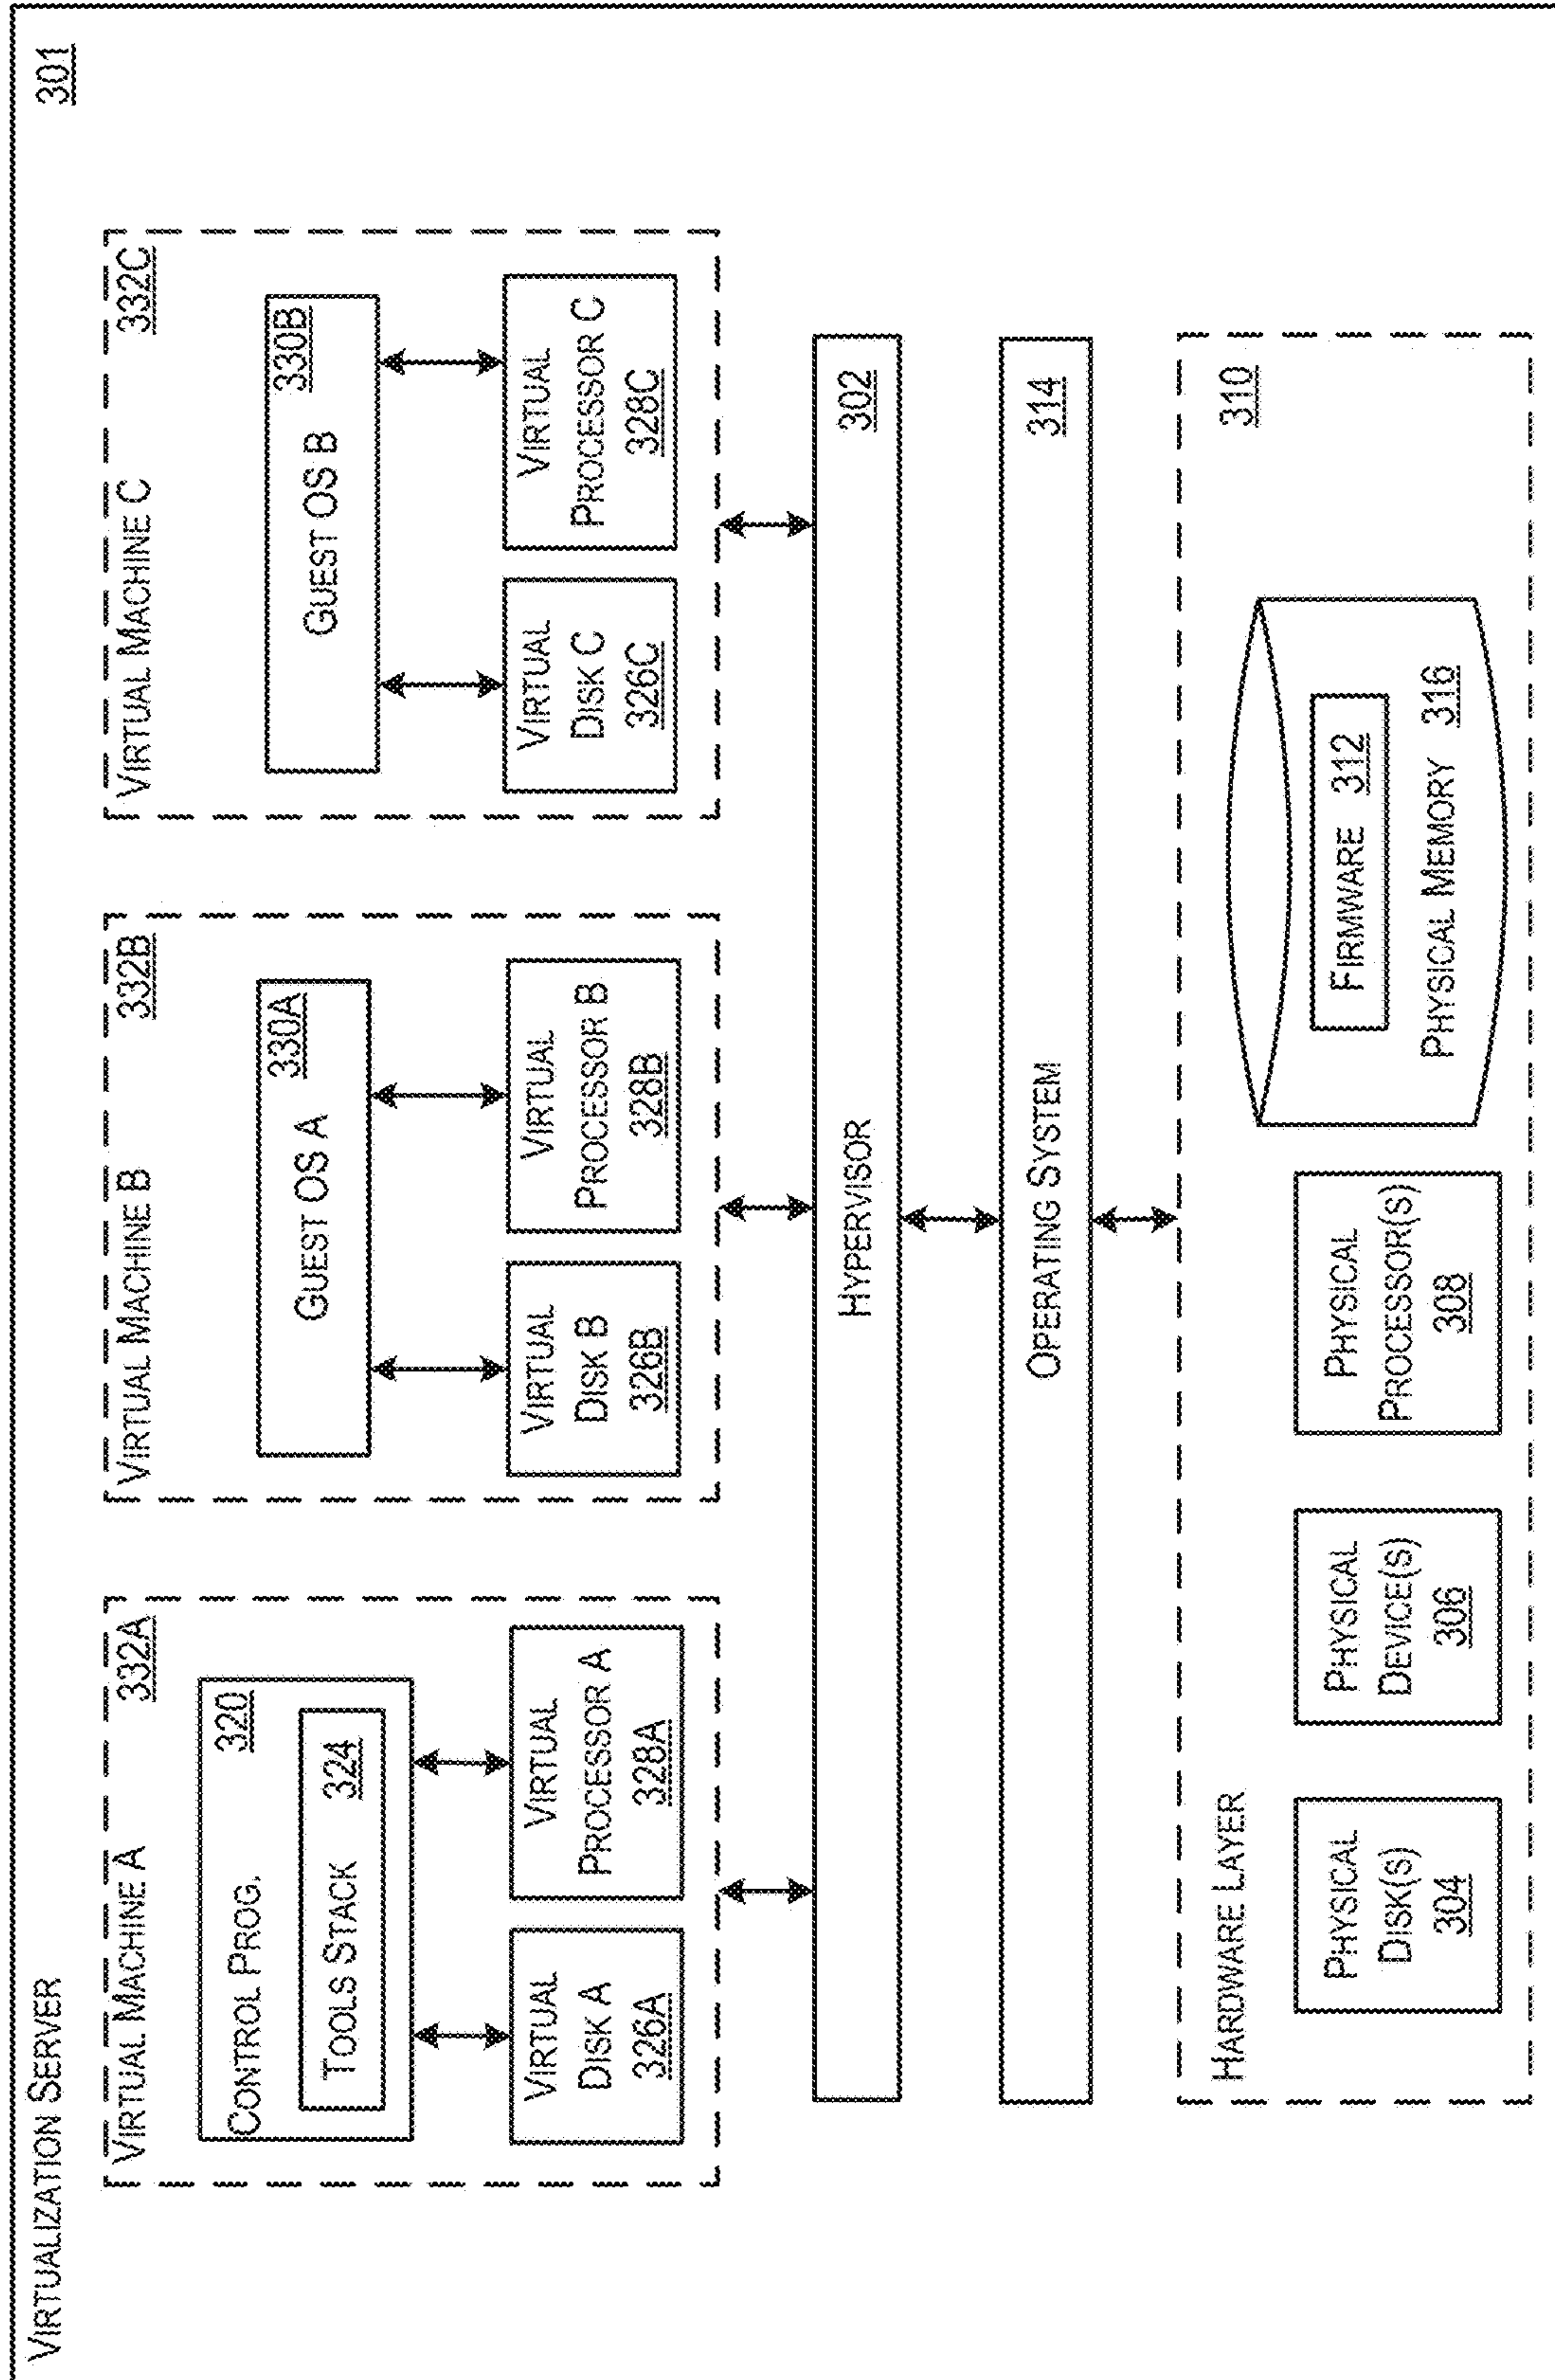 VIRTUALIZATION SERVER
301
VIRTUAL MACHINE A
332A
CONTROL PROG.
320
TOOLS STACK 324
VIRTUAL
DISK A
326A
VIRTUAL
PROCESSOR A
328A
VIRTUAL MACHINE B
332B
GUEST OS A
330A
VIRTUAL
DISK B
326B
VIRTUAL
PROCESSOR B
328B
VIRTUAL MACHINE C
332C
GUEST OS B
330B
VIRTUAL
DISK C
326C
VIRTUAL
PROCESSOR C
328C
HYPERVISOR
302
OPERATING SYSTEM
314
HARDWARE LAYER
310
PHYSICAL
DISK(S)
304
PHYSICAL
DEVICE(S)
306
PHYSICAL
PROCESSOR(S)
308
FIRMWARE 312
PHYSICAL MEMORY 316